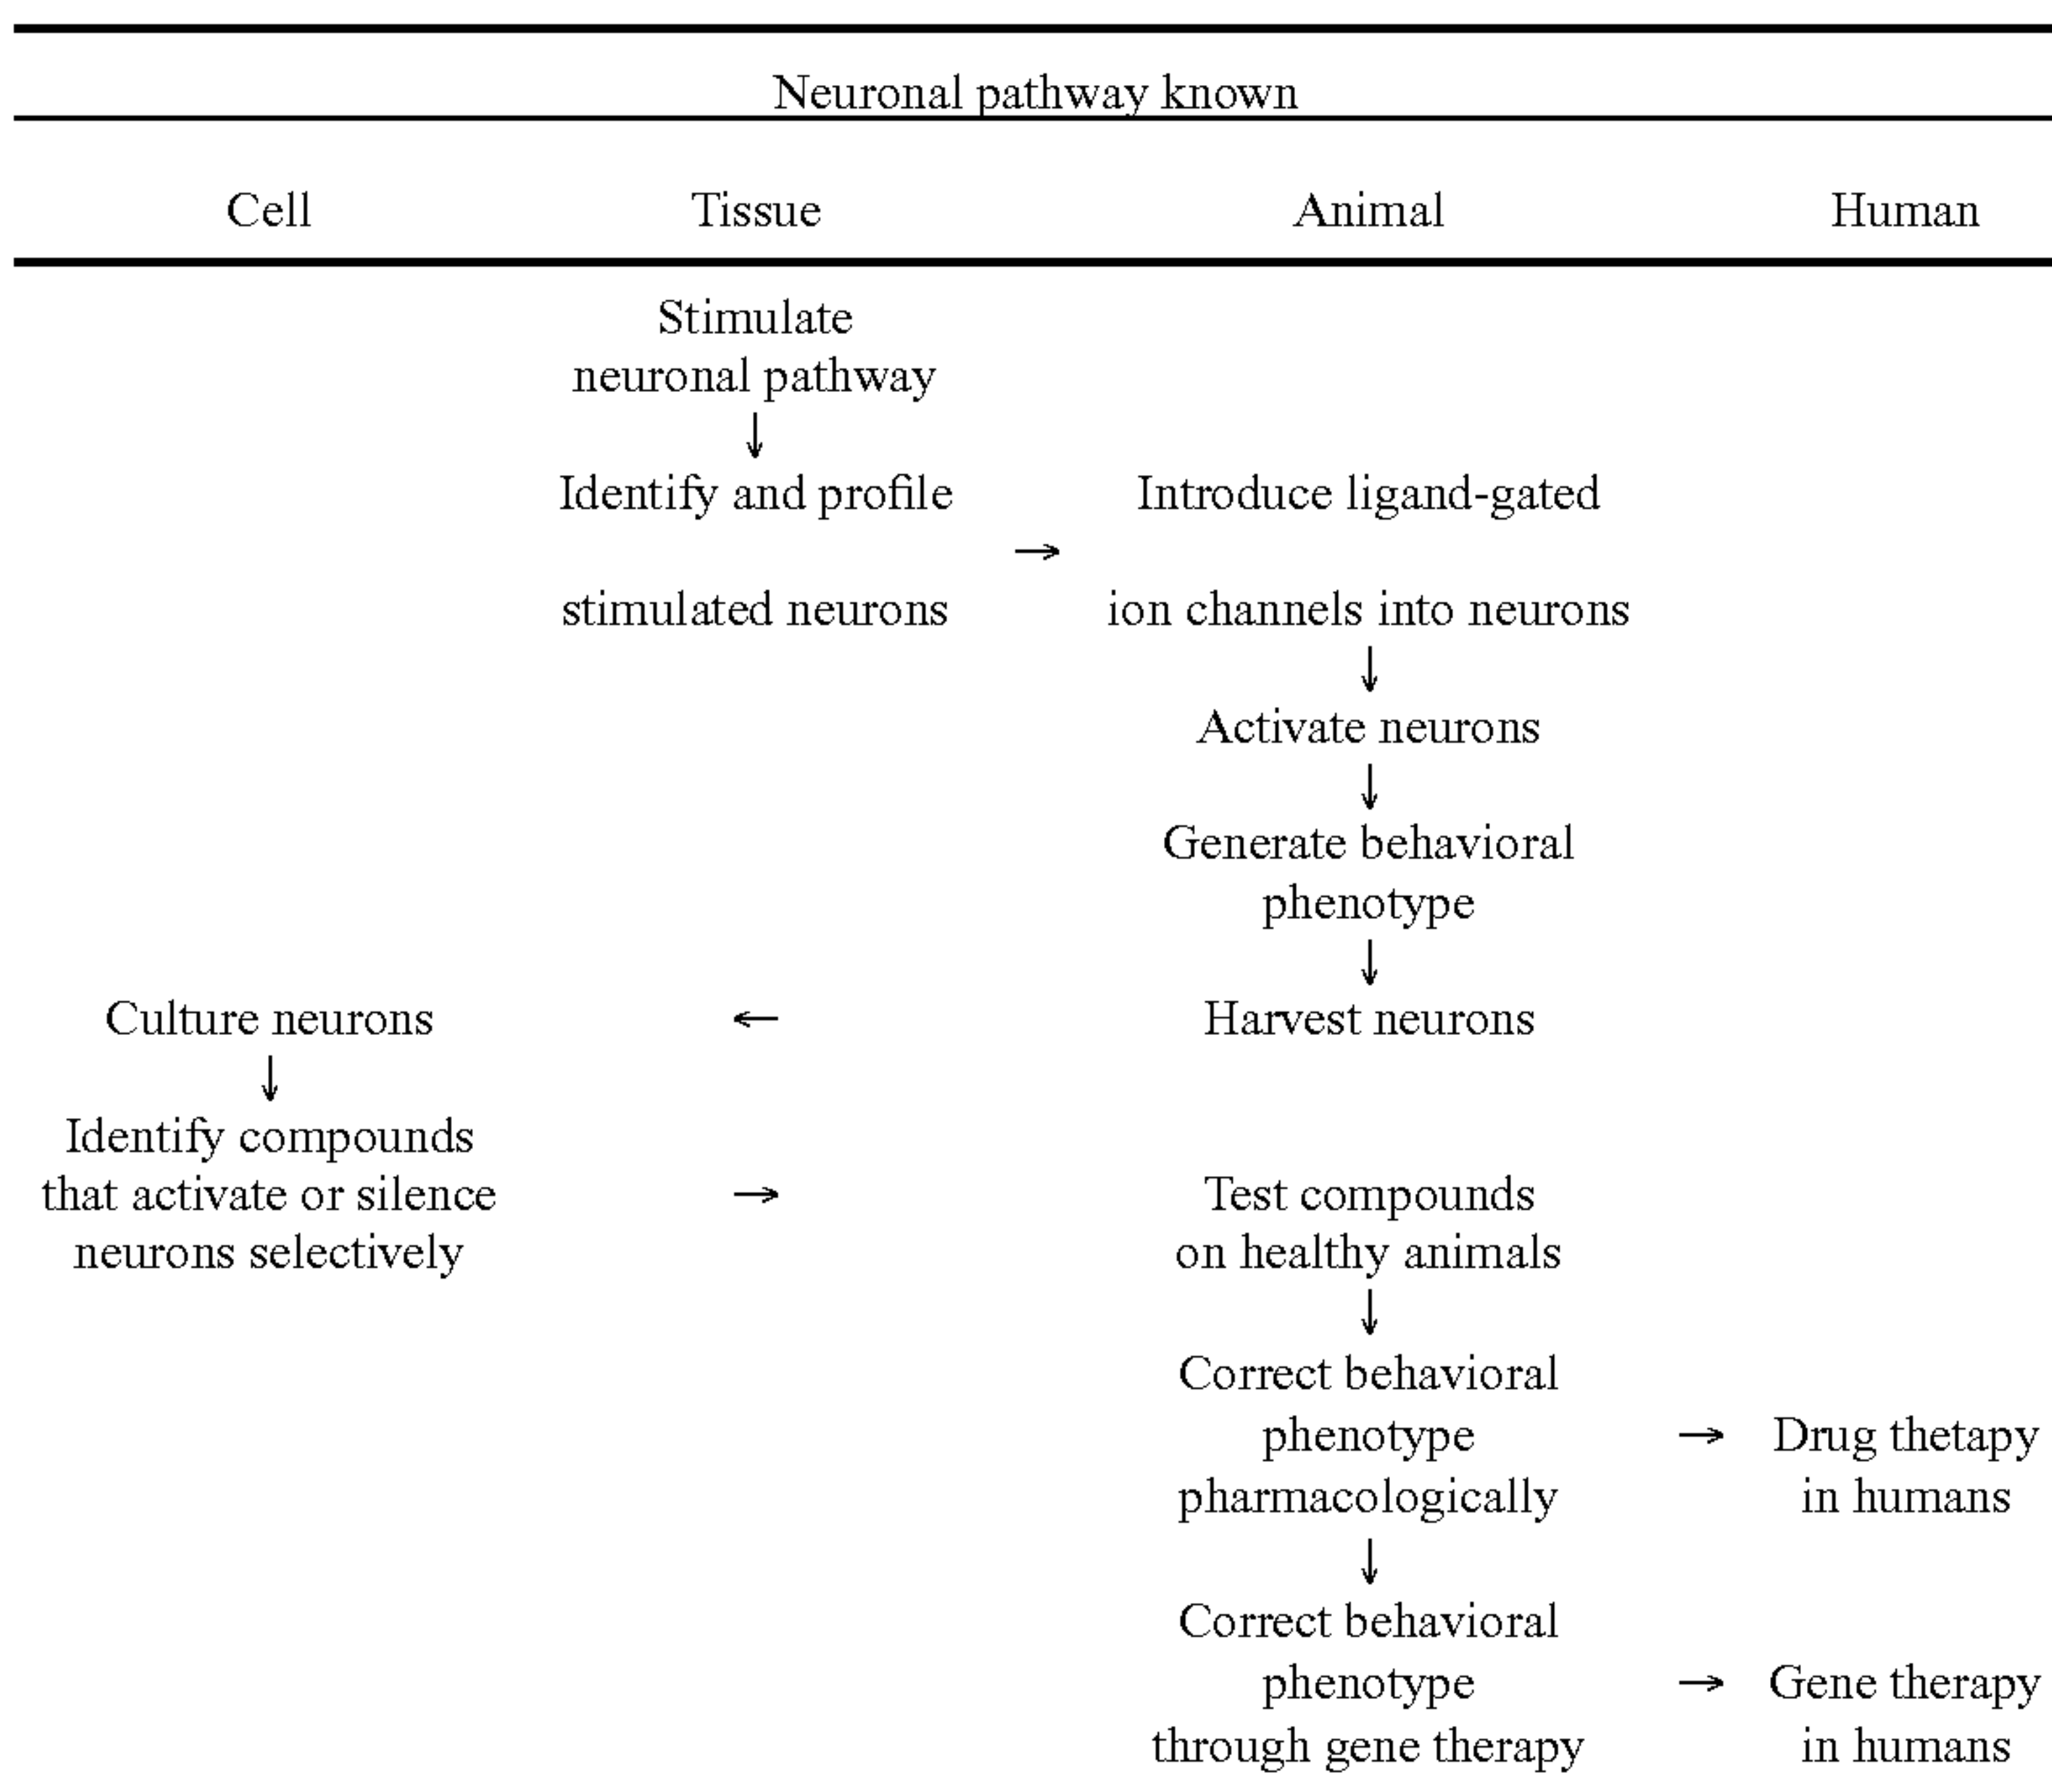 Neuronal pathway known
Cell Tissue Animal Human
Stimulate
neuronal pathway
↓
Identify and profile Introduce ligand-gated
→
stimulated neurons ion channels into neurons
↓
Activate neurons
↓
Generate behavioral
phenotype
↓
Culture neurons ← Harvest neurons
↓
Identify compounds
that activate or silence → Test compounds
neurons selectively on healthy animals
↓
Correct behavioral
phenotype → Drug thetapy
pharmacologically in humans
↓
Correct behavioral
phenotype → Gene therapy
through gene therapy in humans